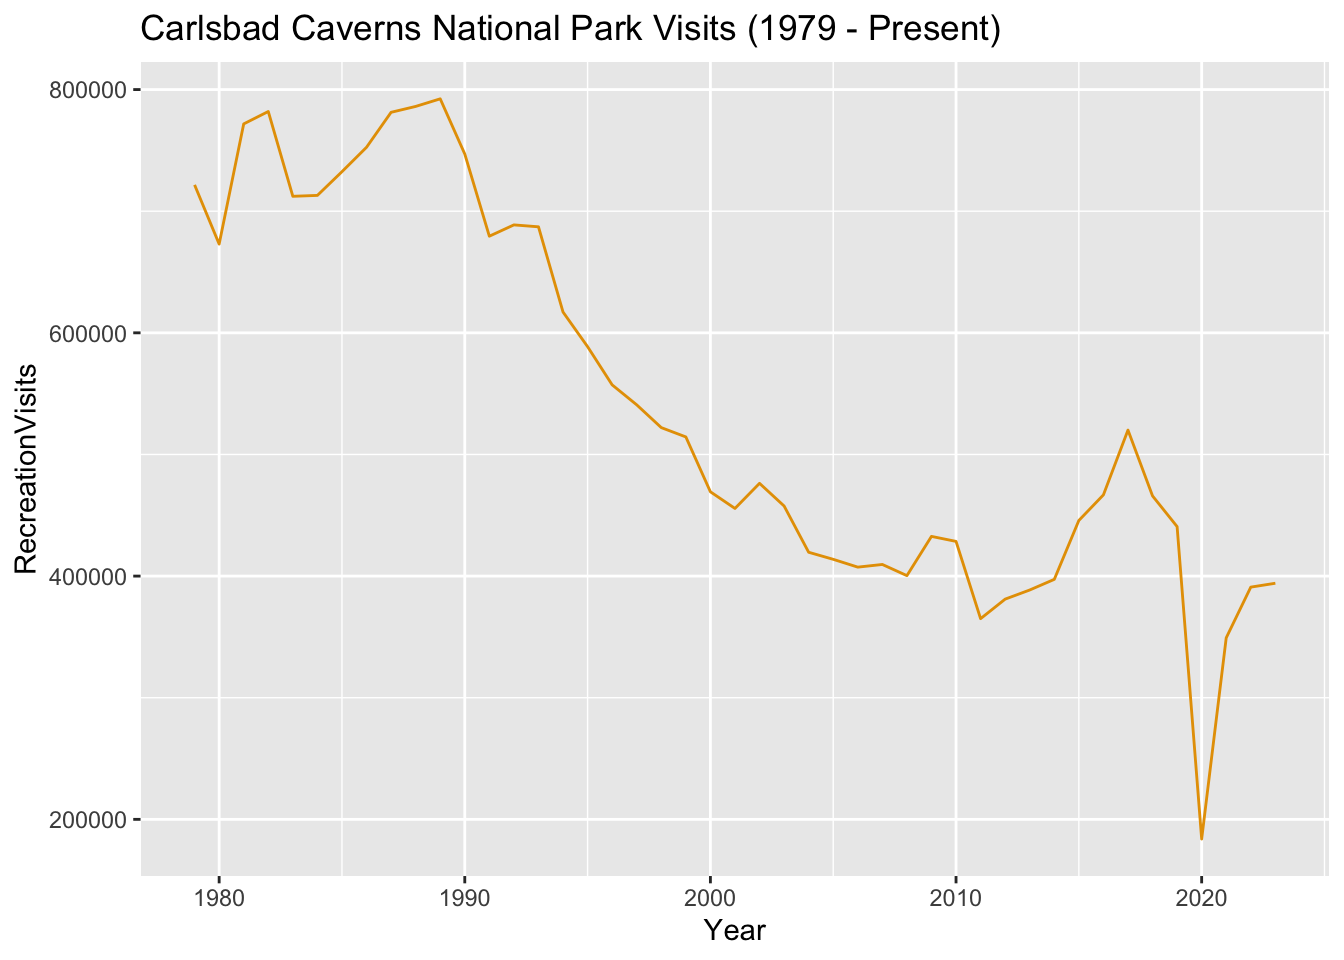 Carlsbad Caverns National Park Visits (1979 - Present)
800000
600000
400000
200000
RecreationVisits
1980 1990 2000 2010 2020
Year